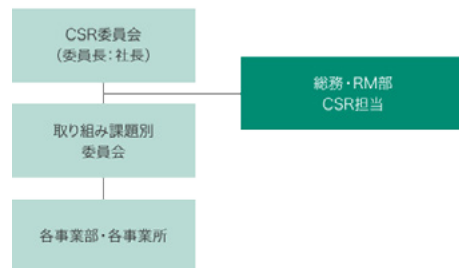 CSR委員会
(委員長:社長)
総務・RM部
CSR担当
取り組み課題別
委員会
各事業部・各事業所